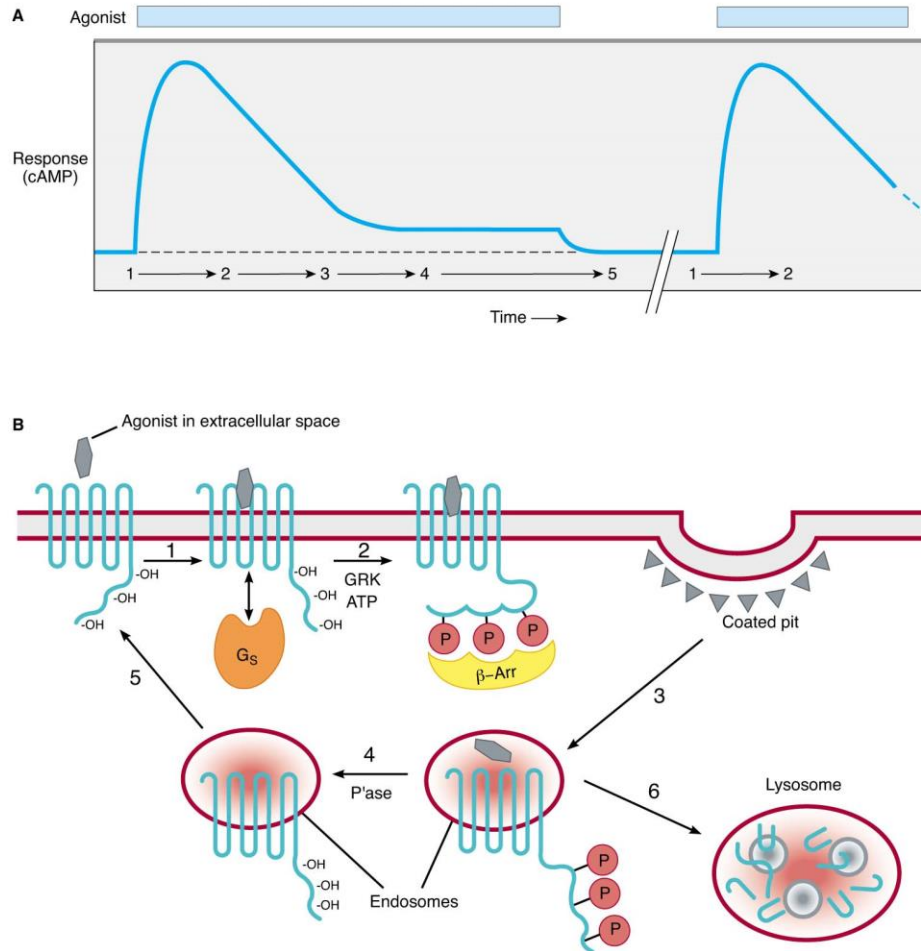 A
Agonist
Response
(cAMP)
1 2 3 4 5 1 2
Time
B
Agonist in extracellular space
1
2
-OH
-OH
-OH
-OH
-OH
-OH
GRK
ATP
GS
P P P
β-Arr
Coated pit
5
3
4
P'ase
6
Lysosome
-OH
-OH
-OH
Endosomes
P
P
P